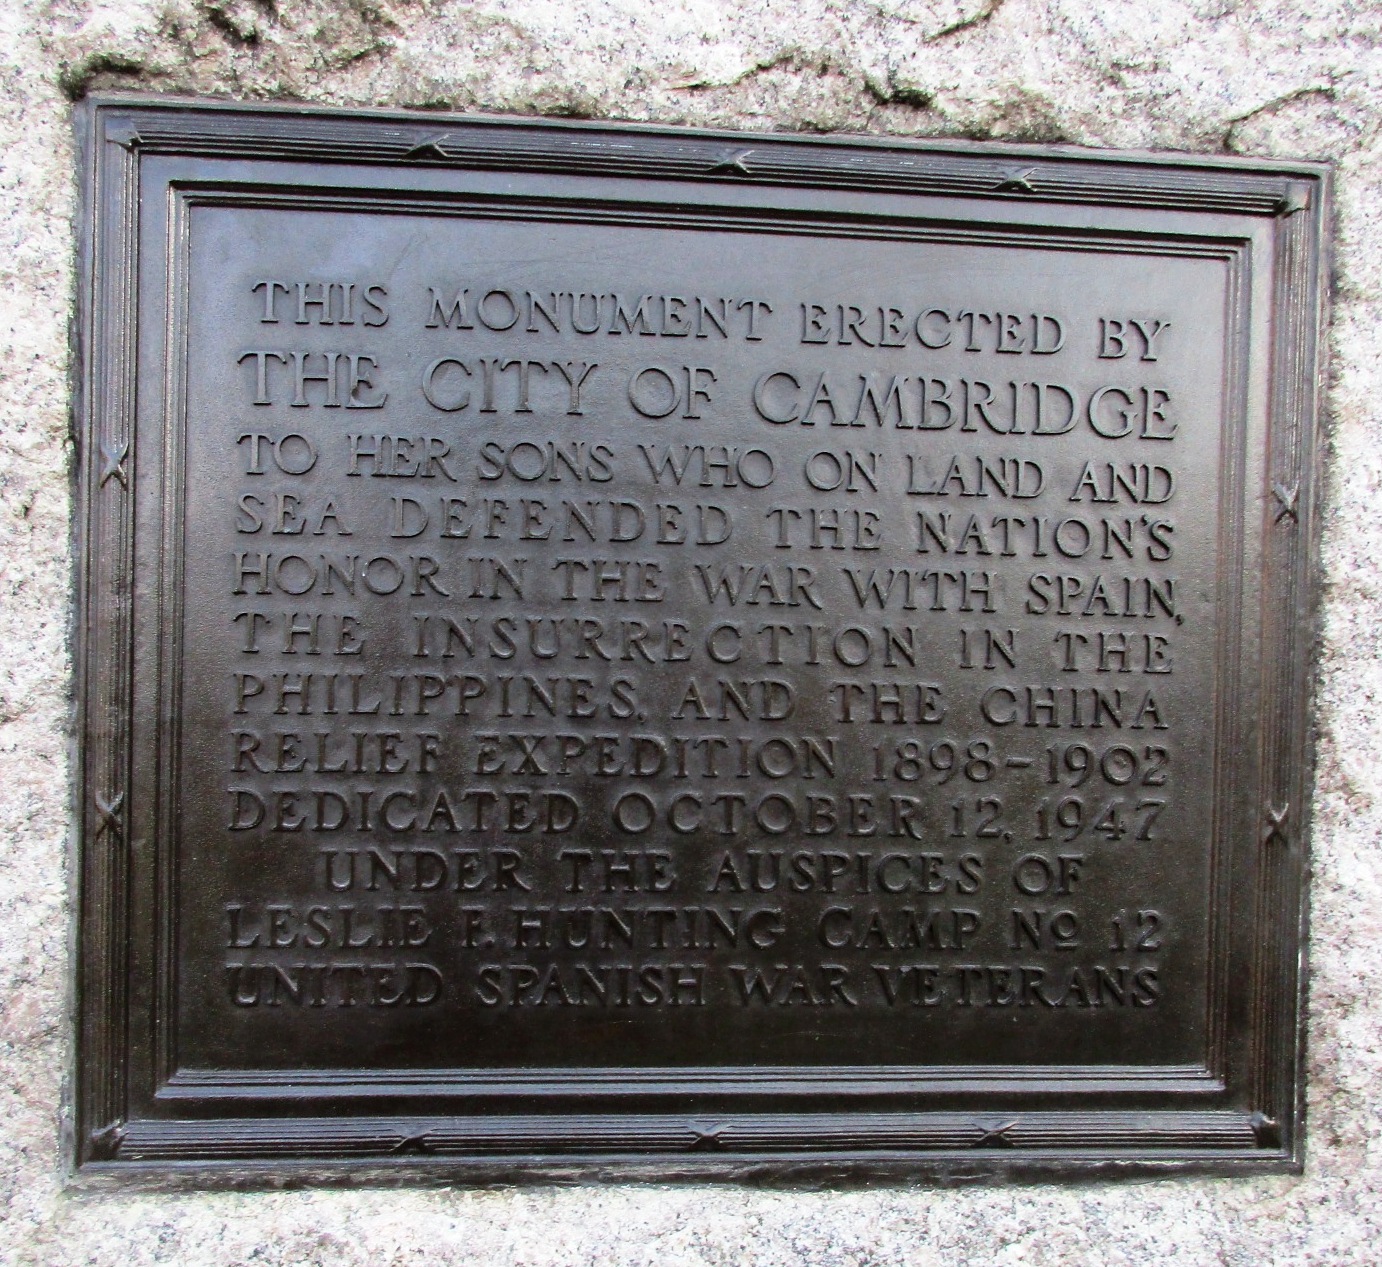 THIS MONUMENT ERECTED BY
THE CITY OF CAMBRIDGE
TO HER SONS WHO ON LAND AND
SEA DEFENDED THE NATION'S
HONOR IN THE WAR WITH SPAIN,
THE INSURRECTION IN THE
PHILIPPINES, AND THE CHINA
RELIEF EXPEDITION 1898-1902
DEDICATED OCTOBER 12, 1947
UNDER THE AUSPICES OF
LESLIE F. HUNTING CAMP Nº 12
UNITED SPANISH WAR VETERANS